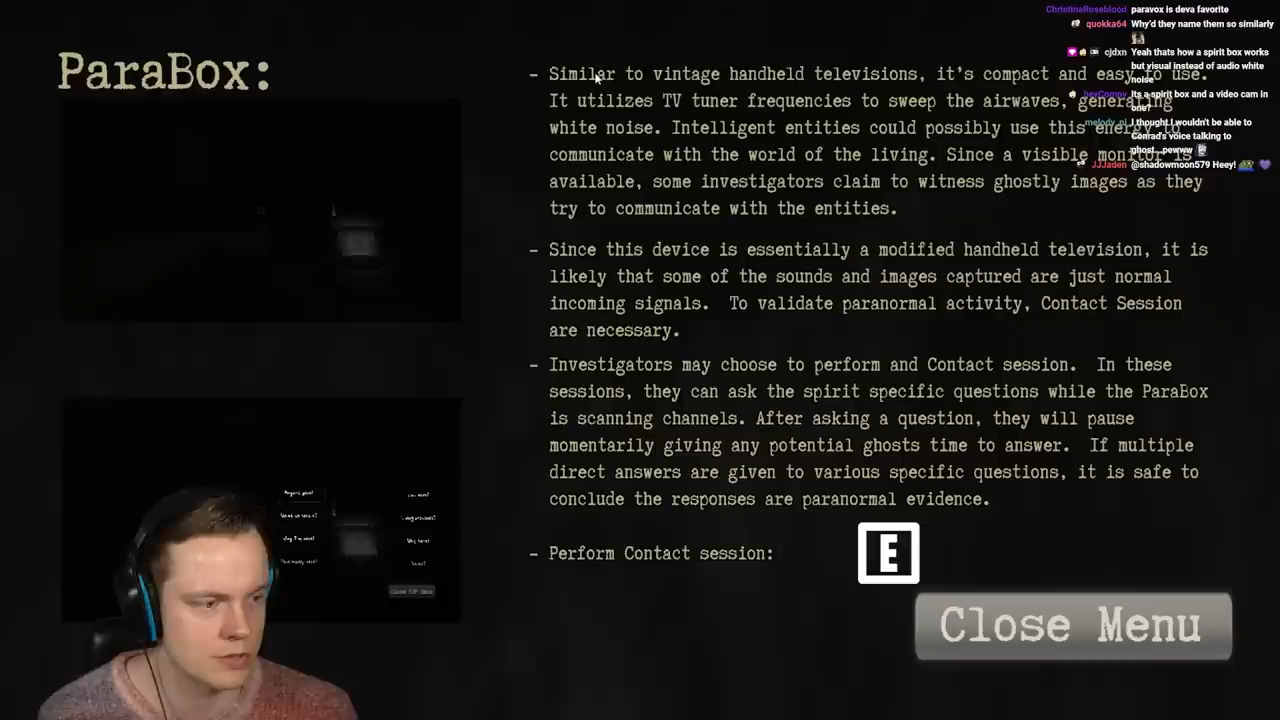 ParaBox:
- Similar to vintage handheld televisions, it's compact and easy to use.
It utilizes TV tuner frequencies to sweep the airwaves, generating
white noise. Intelligent entities could possibly use this energy to
communicate with the world of the living. Since a visible monitor is
available, some investigators claim to witness ghostly images as they
try to communicate with the entities.
- Since this device is essentially a modified handheld television, it is
likely that some of the sounds and images captured are just normal
incoming signals. To validate paranormal activity, Contact Session
are necessary.
- Investigators may choose to perform and Contact session. In these
sessions, they can ask the spirit specific questions while the ParaBox
is scanning channels. After asking a question, they will pause
momentarily giving any potential ghosts time to answer. If multiple
direct answers are given to various specific questions, it is safe to
conclude the responses are paranormal evidence.
- Perform Contact session:
E
Close Menu
ChristinaRoseblood paravox is deva favorite
quokka64 Why'd they name them so similarly
cjdxn Yeah thats how a spirit box works
but visual instead of audio white
noise
heyCompy Its a spirit box and a video cam in
one?
melody_pi I thought I wouldn't be able to
Conrad's voice talking to
ghost...pewww
JJJaden @shadowmoon579 Heey!